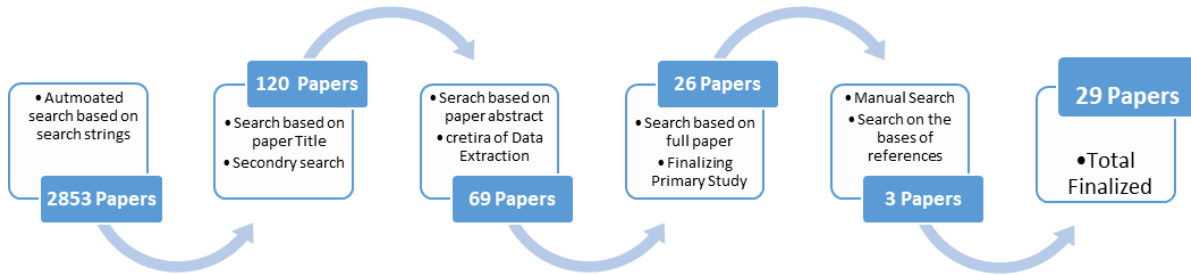 • Autmoated
search based on
search strings
2853 Papers
120 Papers
• Search based on
paper Title
• Secondry search
• Serach based on
paper abstract
• cretira of Data
Extraction
69 Papers
26 Papers
• Search based on
full paper
• Finalizing
Primary Study
• Manual Search
• Search on the
bases of
references
3 Papers
29 Papers
•Total
Finalized